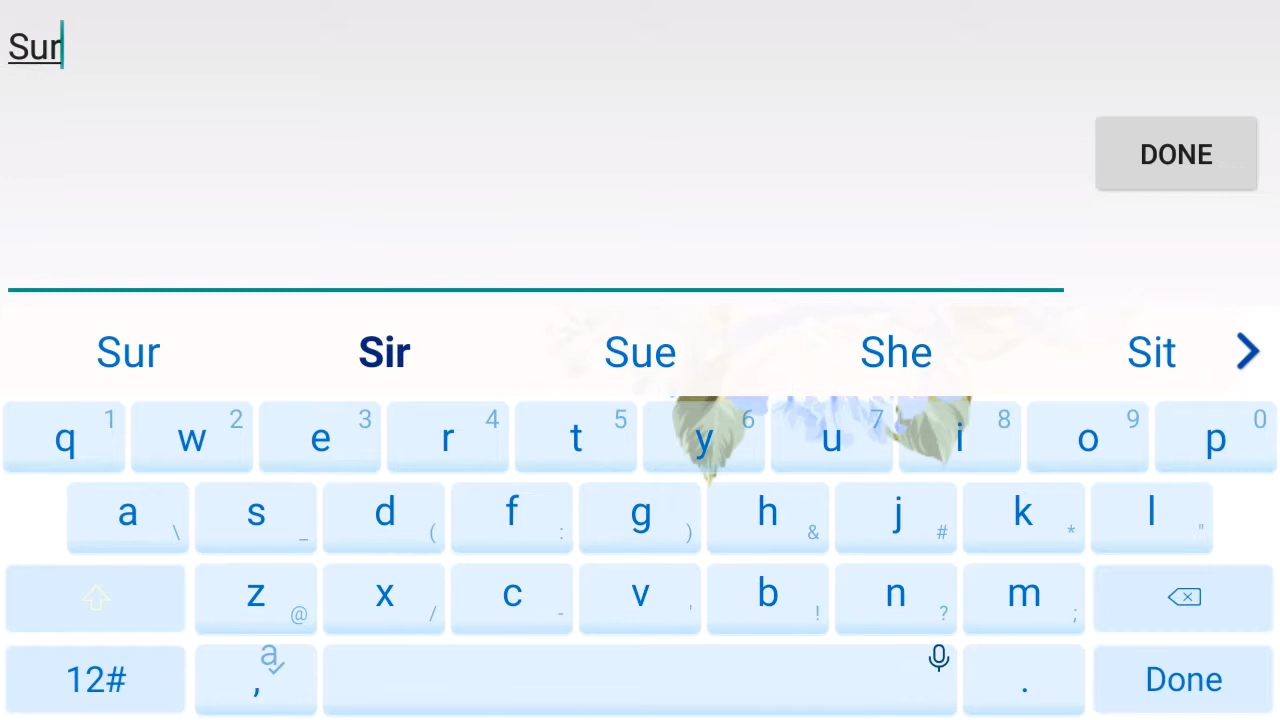 Sur
DONE
Sur Sir Sue She Sit
q 1 w 2 e 3 r 4 t 5 y 6 u 7 i 8 o 9 p 0
a \ s _ d ( f : g ) h & j # k * l "
z @ x / c - v ' b ! n ? m ;
12# a , . Done